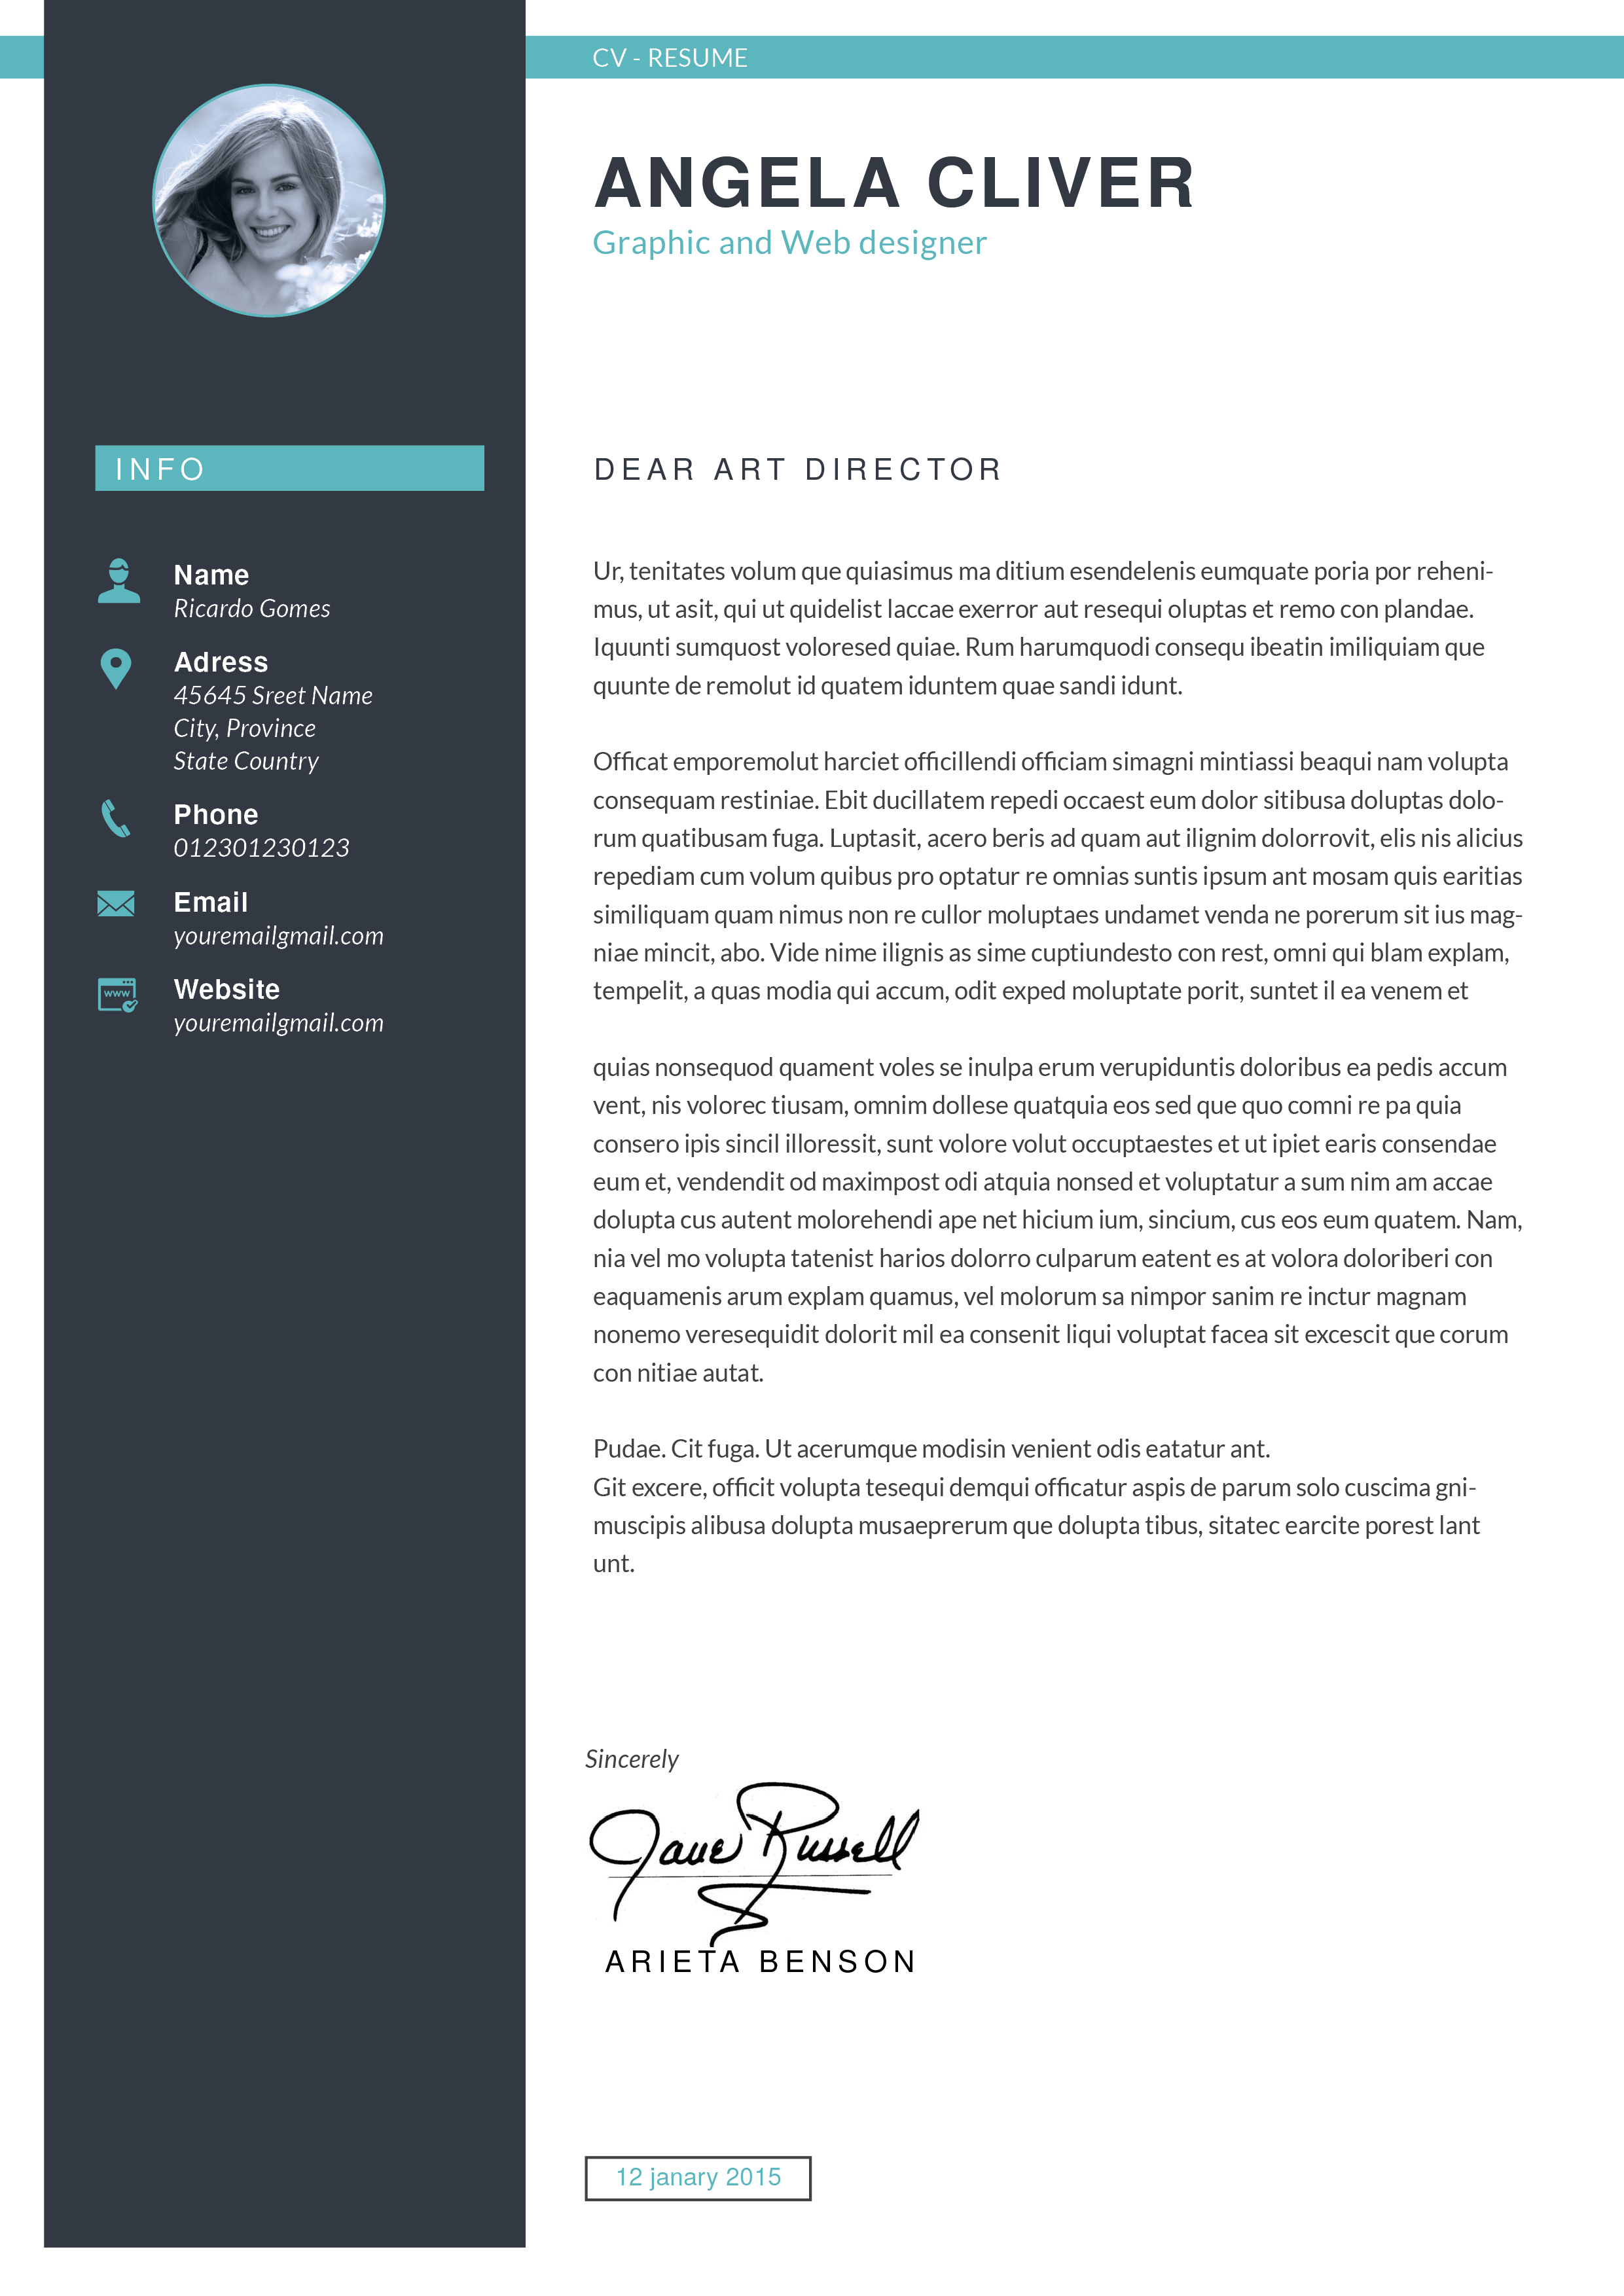 CV - RESUME
ANGELA CLIVER
Graphic and Web designer
INFO
Name
Ricardo Gomes
Adress
45645 Sreet Name
City, Province
State Country
Phone
012301230123
Email
youremailgmail.com
www
Website
youremailgmail.com
DEAR ART DIRECTOR
Ur, tenitates volum que quiasimus ma ditium esendelenis eumquate poria por reheni-
mus, ut asit, qui ut quidelist laccae exerror aut resequi oluptas et remo con plandae.
Iquunti sumquost voloresed quiae. Rum harumquodi consequ ibeatin imiliquiam que
quunte de remolut id quatem iduntem quae sandi idunt.
Officat emporemolut harciet officillendi officiam simagni mintiassi beaqui nam volupta
consequam restiniae. Ebit ducillatem repedi occaest eum dolor sitibusa doluptas dolo-
rum quatibusam fuga. Luptasit, acero beris ad quam aut ilignim dolorrovit, elis nis alicius
repediam cum volum quibus pro optatur re omnias suntis ipsum ant mosam quis earitias
similiquam quam nimus non re cullor moluptaes undamet venda ne porerum sit ius mag-
niae mincit, abo. Vide nime ilignis as sime cuptiundesto con rest, omni qui blam explam,
tempelit, a quas modia qui accum, odit exped moluptate porit, suntet il ea venem et
quias nonsequod quament voles se inulpa erum verupiduntis doloribus ea pedis accum
vent, nis volorec tiusam, omnim dollese quatquia eos sed que quo comni re pa quia
consero ipis sincil illoressit, sunt volore volut occuptaestes et ut ipiet earis consendae
eum et, vendendit od maximpost odi atquia nonsed et voluptatur a sum nim am accae
dolupta cus autent molorehendi ape net hicium ium, sincium, cus eos eum quatem. Nam,
nia vel mo volupta tatenist harios dolorro culparum eatent es at volora doloriberi con
eaquamenis arum explam quamus, vel molorum sa nimpor sanim re inctur magnam
nonemo veresequidit dolorit mil ea consenit liqui voluptat facea sit excescit que corum
con nitiae autat.
Pudae. Cit fuga. Ut acerumque modisin venient odis eatatur ant.
Git excere, officit volupta tesequi demqui officatur aspis de parum solo cuscima gni-
muscipis alibusa dolupta musaeprerum que dolupta tibus, sitatec earcite porest lant
unt.
Sincerely
Jane Russell
ARIETA BENSON
12 janary 2015